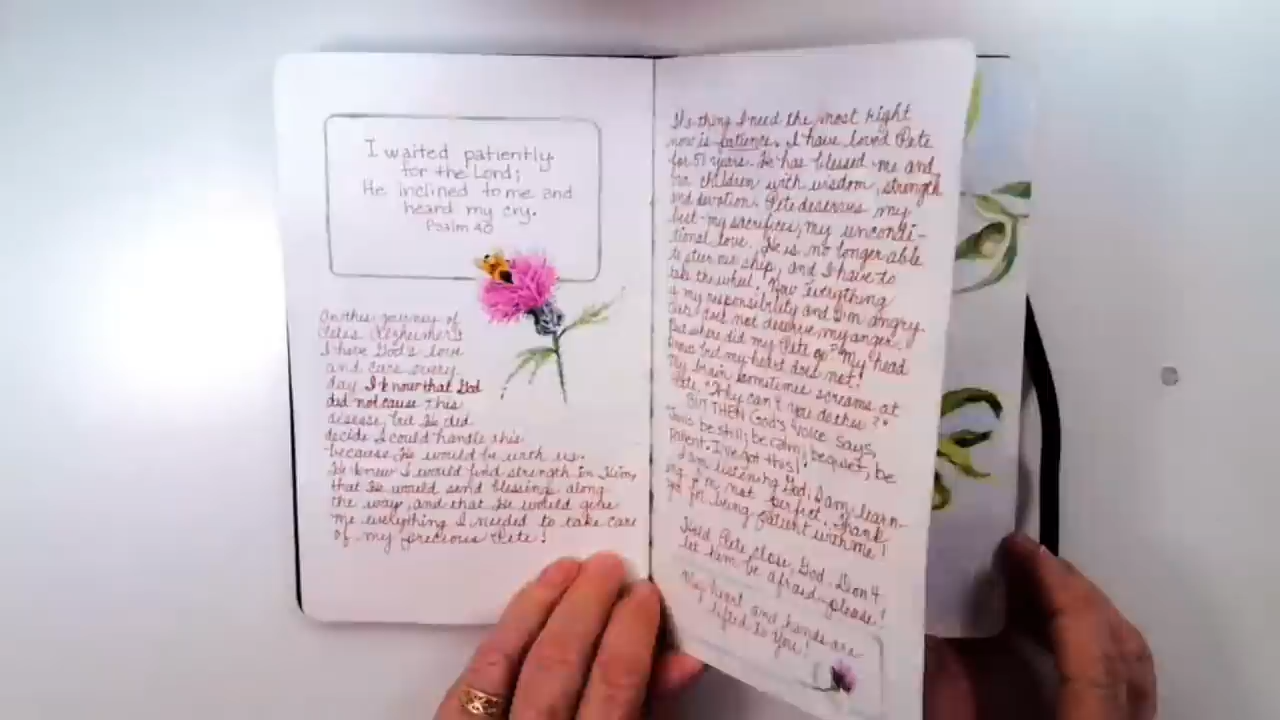 I waited patiently
for the Lord;
He inclined to me and
heard my cry.
Psalm 40
On this journey of
Pete's Alzheimer's
I have God's love
and care every
day. I know that God
did not cause this
disease, but He did
decide I could handle this
because He would be with us.
He knew I would find strength in Him,
that He would send blessings along
the way, and that He would give
me everything I needed to take care
of my precious Pete!
thing I need the most right
now is patience. I have loved Pete
for 51 years. He has blessed me and
our children with wisdom, strength
and devotion. Pete deserves my
best - my sacrifices, my uncondi-
tional love. He is no longer able
to steer our ship, and I have to
take the wheel. Now everything
is my responsibility and I'm angry.
Pete does not deserve my anger.
But where did my Pete go? My head
knows but my heart does not!
My brain sometimes screams at
Pete "Why can't you do this?"
BUT THEN God's voice says,
be still; be calm; be quiet; be
patient. I've got this!
I am listening God; I am learn-
ing. I'm not perfect. Thank
you for being patient with me!
Hold Pete close, God. Don't
let him be afraid - please!
My heart and hands are
lifted to You!